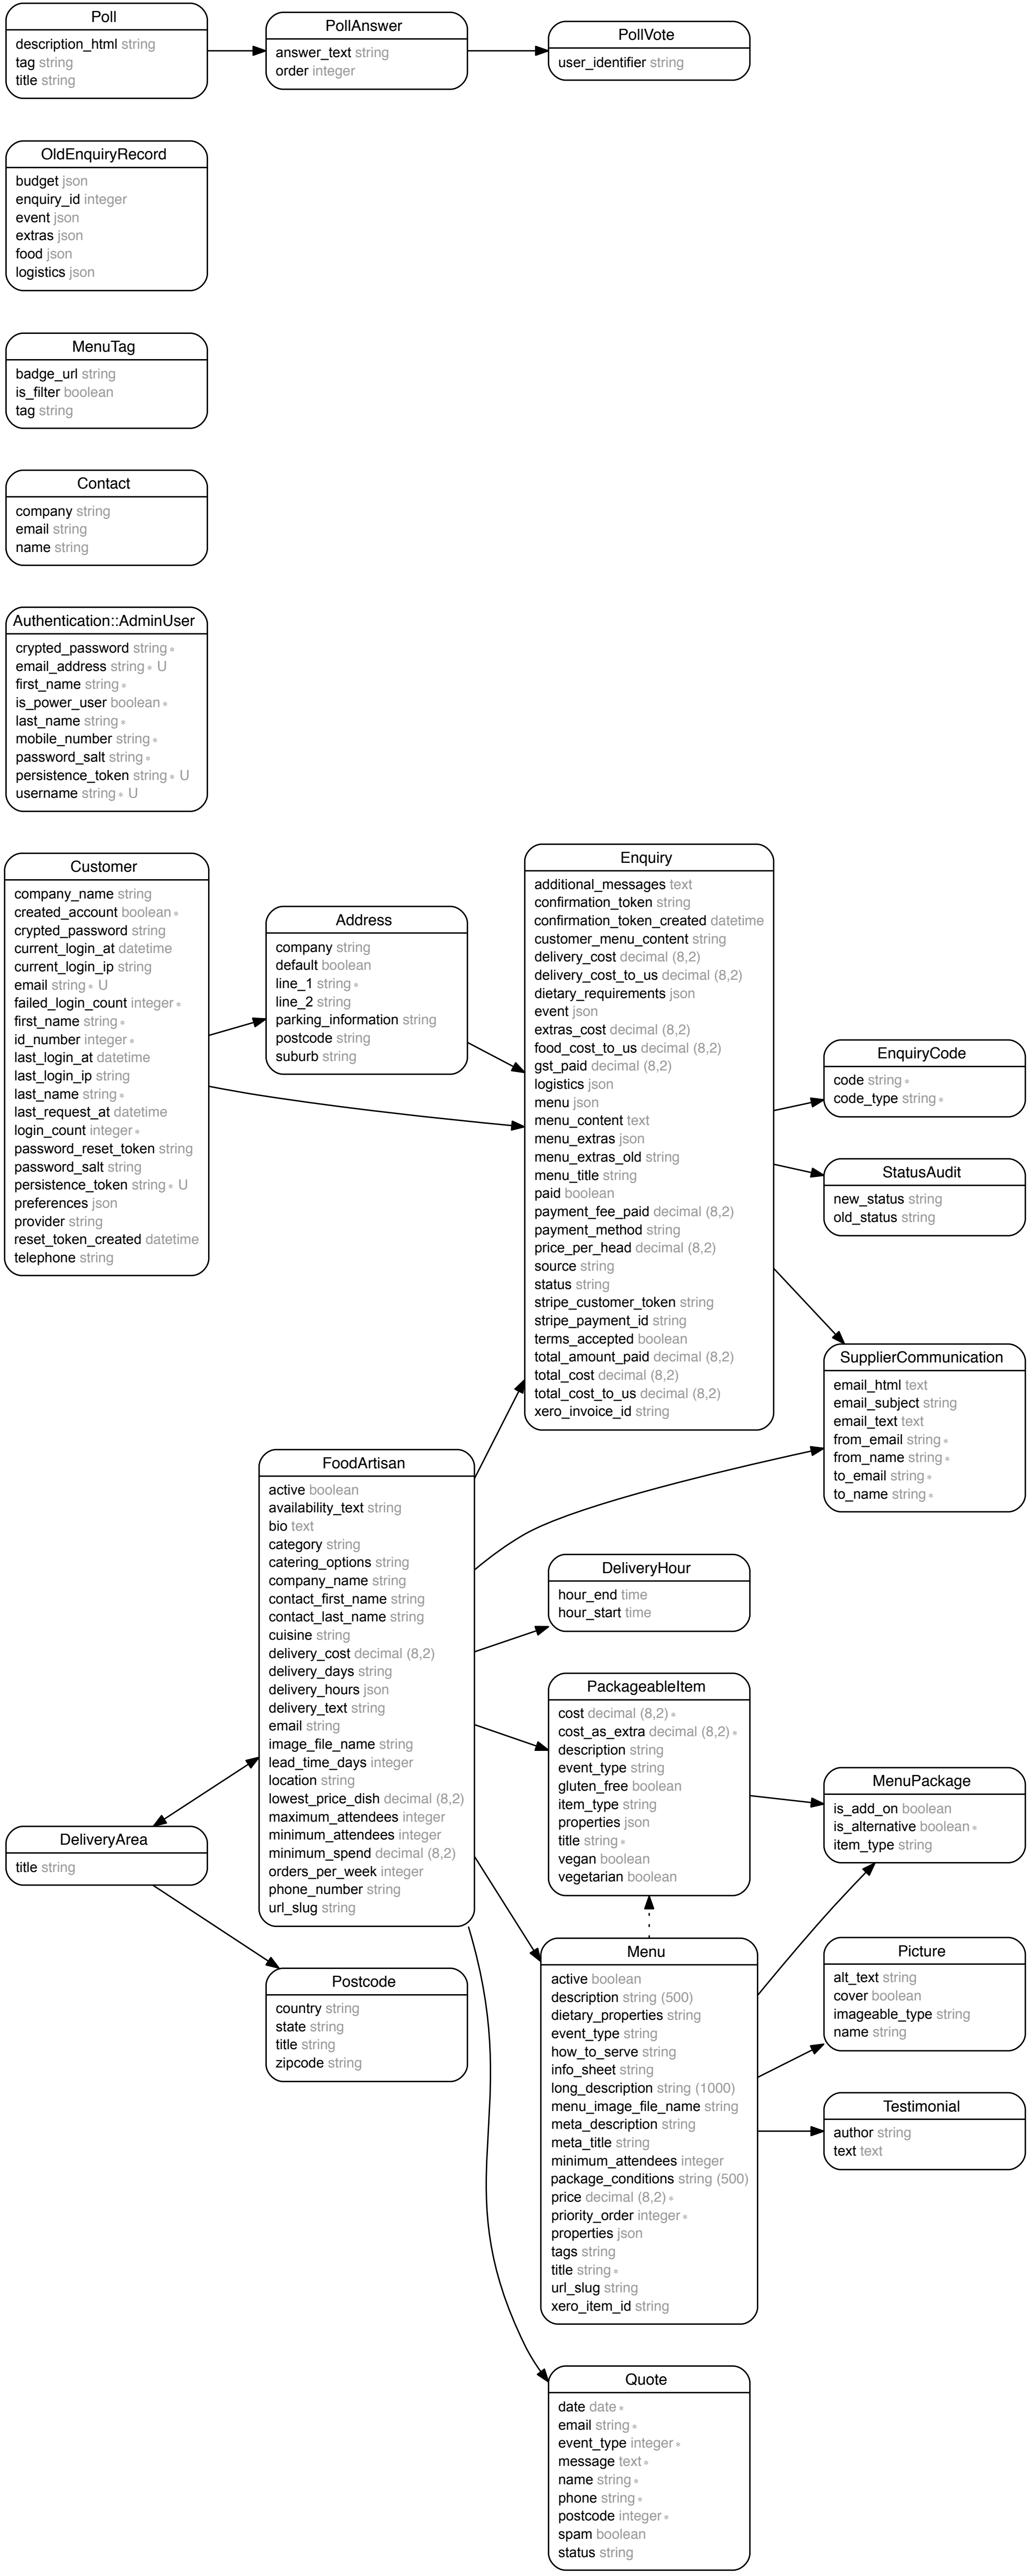 Poll
description_html string
tag string
title string
PollAnswer
answer_text string
order integer
PollVote
user_identifier string
OldEnquiryRecord
budget json
enquiry_id integer
event json
extras json
food json
logistics json
MenuTag
badge_url string
is_filter boolean
tag string
Contact
company string
email string
name string
Authentication::AdminUser
crypted_password string ∗
email_address string ∗ U
first_name string ∗
is_power_user boolean ∗
last_name string ∗
mobile_number string ∗
password_salt string ∗
persistence_token string ∗ U
username string ∗ U
Customer
company_name string
created_account boolean ∗
crypted_password string
current_login_at datetime
current_login_ip string
email string ∗ U
failed_login_count integer ∗
first_name string ∗
id_number integer ∗
last_login_at datetime
last_login_ip string
last_name string ∗
last_request_at datetime
login_count integer ∗
password_reset_token string
password_salt string
persistence_token string ∗ U
preferences json
provider string
reset_token_created datetime
telephone string
Address
company string
default boolean
line_1 string ∗
line_2 string
parking_information string
postcode string
suburb string
Enquiry
additional_messages text
confirmation_token string
confirmation_token_created datetime
customer_menu_content string
delivery_cost decimal (8,2)
delivery_cost_to_us decimal (8,2)
dietary_requirements json
event json
extras_cost decimal (8,2)
food_cost_to_us decimal (8,2)
gst_paid decimal (8,2)
logistics json
menu json
menu_content text
menu_extras json
menu_extras_old string
menu_title string
paid boolean
payment_fee_paid decimal (8,2)
payment_method string
price_per_head decimal (8,2)
source string
status string
stripe_customer_token string
stripe_payment_id string
terms_accepted boolean
total_amount_paid decimal (8,2)
total_cost decimal (8,2)
total_cost_to_us decimal (8,2)
xero_invoice_id string
EnquiryCode
code string ∗
code_type string ∗
StatusAudit
new_status string
old_status string
SupplierCommunication
email_html text
email_subject string
email_text text
from_email string ∗
from_name string ∗
to_email string ∗
to_name string ∗
FoodArtisan
active boolean
availability_text string
bio text
category string
catering_options string
company_name string
contact_first_name string
contact_last_name string
cuisine string
delivery_cost decimal (8,2)
delivery_days string
delivery_hours json
delivery_text string
email string
image_file_name string
lead_time_days integer
location string
lowest_price_dish decimal (8,2)
maximum_attendees integer
minimum_attendees integer
minimum_spend decimal (8,2)
orders_per_week integer
phone_number string
url_slug string
DeliveryHour
hour_end time
hour_start time
PackageableItem
cost decimal (8,2) ∗
cost_as_extra decimal (8,2) ∗
description string
event_type string
gluten_free boolean
item_type string
properties json
title string ∗
vegan boolean
vegetarian boolean
MenuPackage
is_add_on boolean
is_alternative boolean ∗
item_type string
DeliveryArea
title string
Postcode
country string
state string
title string
zipcode string
Menu
active boolean
description string (500)
dietary_properties string
event_type string
how_to_serve string
info_sheet string
long_description string (1000)
menu_image_file_name string
meta_description string
meta_title string
minimum_attendees integer
package_conditions string (500)
price decimal (8,2) ∗
priority_order integer ∗
properties json
tags string
title string ∗
url_slug string
xero_item_id string
Picture
alt_text string
cover boolean
imageable_type string
name string
Testimonial
author string
text text
Quote
date date ∗
email string ∗
event_type integer ∗
message text ∗
name string ∗
phone string ∗
postcode integer ∗
spam boolean
status string